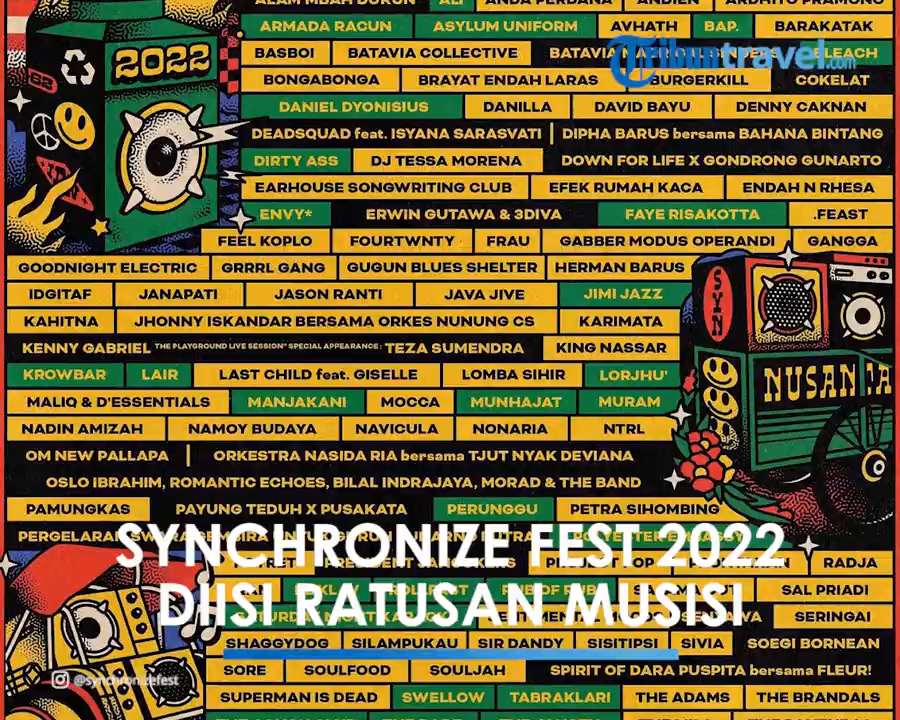 ALAM MBAH DUKUN ALI ANDA PERDANA ANDIEN ARDHITO PRAMONO
ARMADA RACUN ASYLUM UNIFORM AVHATH BAP. BARAKATAK
2022
BASBOI BATAVIA COLLECTIVE BATAVIA BLEACH
Tribuntravel.com
BONGABONGA BRAYAT ENDAH LARAS BURGERKILL COKELAT
DANIEL DYONISIUS DANILLA DAVID BAYU DENNY CAKNAN
DEADSQUAD feat. ISYANA SARASVATI DIPHA BARUS bersama BAHANA BINTANG
DIRTY ASS DJ TESSA MORENA DOWN FOR LIFE X GONDRONG GUNARTO
EARHOUSE SONGWRITING CLUB EFEK RUMAH KACA ENDAH N RHESA
ENVY* ERWIN GUTAWA & 3DIVA FAYE RISAKOTTA .FEAST
FEEL KOPLO FOURTWNTY FRAU GABBER MODUS OPERANDI GANGGA
GOODNIGHT ELECTRIC GRRRL GANG GUGUN BLUES SHELTER HERMAN BARUS
SYN
IDGITAF JANAPATI JASON RANTI JAVA JIVE JIMI JAZZ
KAHITNA JHONNY ISKANDAR BERSAMA ORKES NUNUNG CS KARIMATA
KENNY GABRIEL THE PLAYGROUND LIVE SESSION" SPECIAL APPEARANCE: TEZA SUMENDRA KING NASSAR
KROWBAR LAIR LAST CHILD feat. GISELLE LOMBA SIHIR LORJHU'
MALIQ & D'ESSENTIALS MANJAKANI MOCCA MUNHAJAT MURAM
NADIN AMIZAH NAMOY BUDAYA NAVICULA NONARIA NTRL
OM NEW PALLAPA ORKESTRA NASIDA RIA bersama TJUT NYAK DEVIANA
OSLO IBRAHIM, ROMANTIC ECHOES, BILAL INDRAJAYA, MORAD & THE BAND
PAMUNGKAS PAYUNG TEDUH X PUSAKATA PERUNGGU PETRA SIHOMBING
SYNCHRONIZE FEST 2022
DIISI RATUSAN MUSISI
RADJA
SAL PRIADI
SERINGAI
SHAGGYDOG SILAMPUKAU SIR DANDY SISITIPSI SIVIA SOEGI BORNEAN
SORE SOULFOOD SOULJAH SPIRIT OF DARA PUSPITA bersama FLEUR!
@synchronizefest
SUPERMAN IS DEAD SWELLOW TABRAKLARI THE ADAMS THE BRANDALS